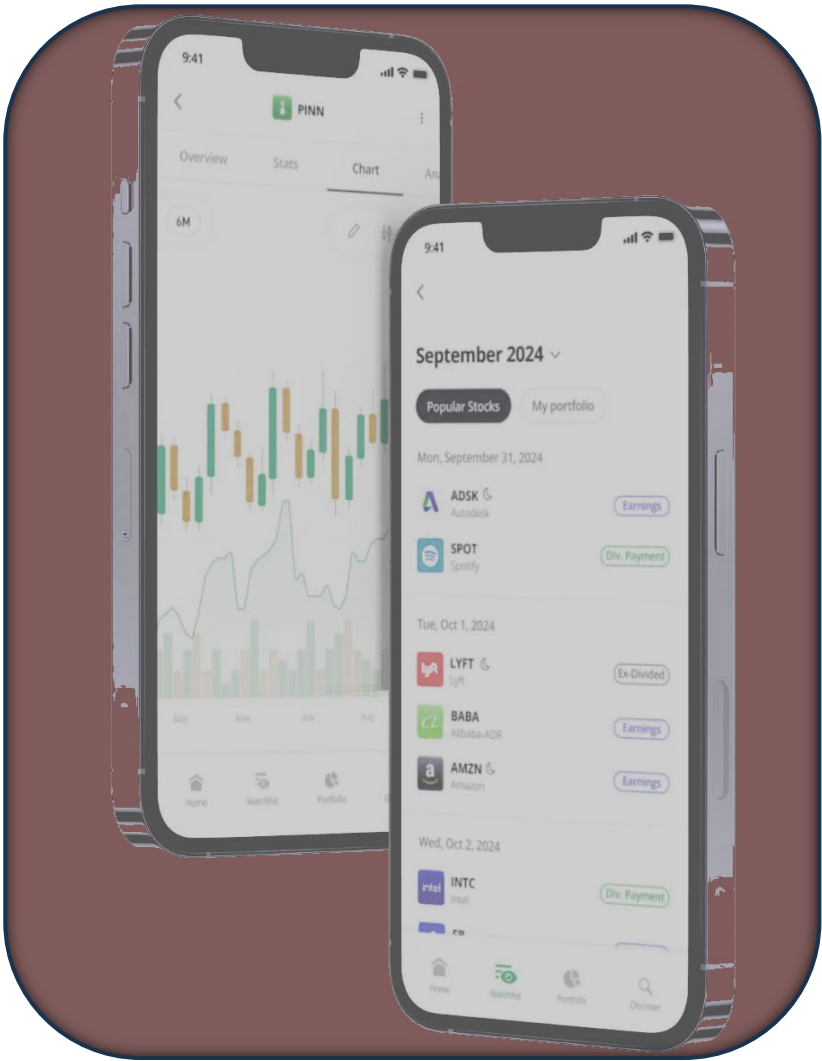 9:41
PINN
Overview Stats Chart Ana
6M
May June July Aug
Home Watchlist Portfolio D
9:41
September 2024
Popular Stocks My portfolio
Mon, September 31, 2024
ADSK
Autodesk
Earnings
SPOT
Spotify
Div. Payment
Tue, Oct 1, 2024
lyft
LYFT
Lyft
Ex-Divided
BABA
Alibaba-ADR
Earnings
a
AMZN
Amazon
Earnings
Wed, Oct 2, 2024
intel
INTC
Intel
Div. Payment
Home Watchlist Portfolio Discover